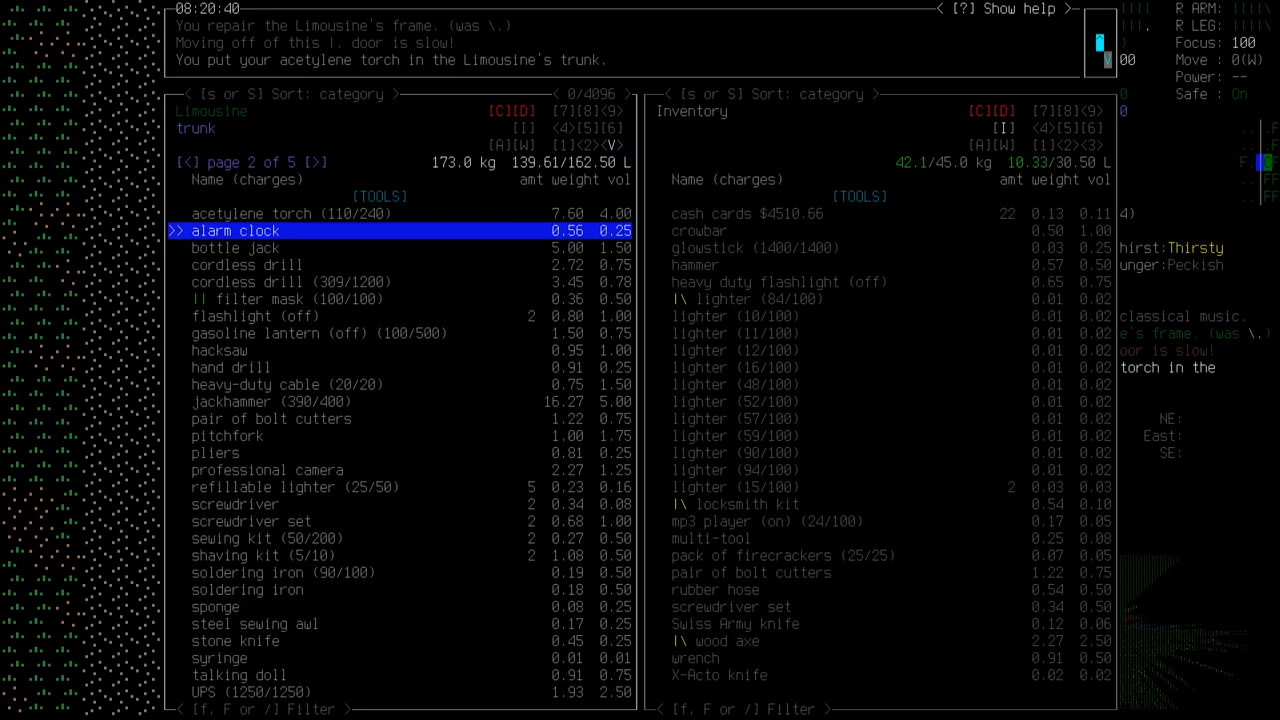 08:20:40 < [?] Show help > R ARM:
You repair the Limousine's frame. (was \.) R LEG:
Moving off of this |. door is slow! Focus: 100
You put your acetylene torch in the Limousine's trunk. 00 Move : 0(W)
Power: --
Safe : On
< [s or S] Sort: category > < 0/4096 >
Limousine [C][D] [7][8]<9>
trunk [I] <4>[5][6]
[A][W] [1]<2><V>
[<] page 2 of 5 [>] 173.0 kg 139.61/162.50 L
Name (charges) amt weight vol
[TOOLS]
acetylene torch (110/240) 7.60 4.00
>> alarm clock 0.56 0.25
bottle jack 5.00 1.50
cordless drill 2.72 0.75
cordless drill (309/1200) 3.45 0.78
|| filter mask (100/100) 0.36 0.50
flashlight (off) 2 0.80 1.00
gasoline lantern (off) (100/500) 1.50 0.75
hacksaw 0.95 1.00
hand drill 0.91 0.25
heavy-duty cable (20/20) 0.75 1.50
jackhammer (390/400) 16.27 5.00
pair of bolt cutters 1.22 0.75
pitchfork 1.00 1.75
pliers 0.81 0.25
professional camera 2.27 1.25
refillable lighter (25/50) 5 0.23 0.16
screwdriver 2 0.34 0.08
screwdriver set 2 0.68 1.00
sewing kit (50/200) 2 0.27 0.50
shaving kit (5/10) 2 1.08 0.50
soldering iron (90/100) 0.19 0.50
soldering iron 0.18 0.50
sponge 0.08 0.25
steel sewing awl 0.17 0.25
stone knife 0.45 0.25
syringe 0.01 0.01
talking doll 0.91 0.75
UPS (1250/1250) 1.93 2.50
< [f, F or /] Filter >
< [s or S] Sort: category >
Inventory [C][D] [7][8]<9>
[I] <4>[5][6]
[A][W] [1]<2><3>
42.1/45.0 kg 10.33/30.50 L
Name (charges) amt weight vol
[TOOLS]
cash cards $4510.66 22 0.13 0.11
crowbar 0.50 1.00
glowstick (1400/1400) 0.03 0.25
hammer 0.57 0.50
heavy duty flashlight (off) 0.65 0.75
|\ lighter (84/100) 0.01 0.02
lighter (10/100) 0.01 0.02
lighter (11/100) 0.01 0.02
lighter (12/100) 0.01 0.02
lighter (16/100) 0.01 0.02
lighter (48/100) 0.01 0.02
lighter (52/100) 0.01 0.02
lighter (57/100) 0.01 0.02
lighter (59/100) 0.01 0.02
lighter (90/100) 0.01 0.02
lighter (94/100) 0.01 0.02
lighter (15/100) 2 0.03 0.03
|\ locksmith kit 0.54 0.10
mp3 player (on) (24/100) 0.17 0.05
multi-tool 0.25 0.08
pack of firecrackers (25/25) 0.07 0.05
pair of bolt cutters 1.22 0.75
rubber hose 0.54 0.50
screwdriver set 0.34 0.50
Swiss Army knife 0.12 0.06
|\ wood axe 2.27 2.50
wrench 0.91 0.50
X-Acto knife 0.02 0.02
< [f, F or /] Filter >
0
0
4)
hirst:Thirsty
unger:Peckish
classical music.
e's frame. (was \.)
oor is slow!
torch in the
NE:
East:
SE: